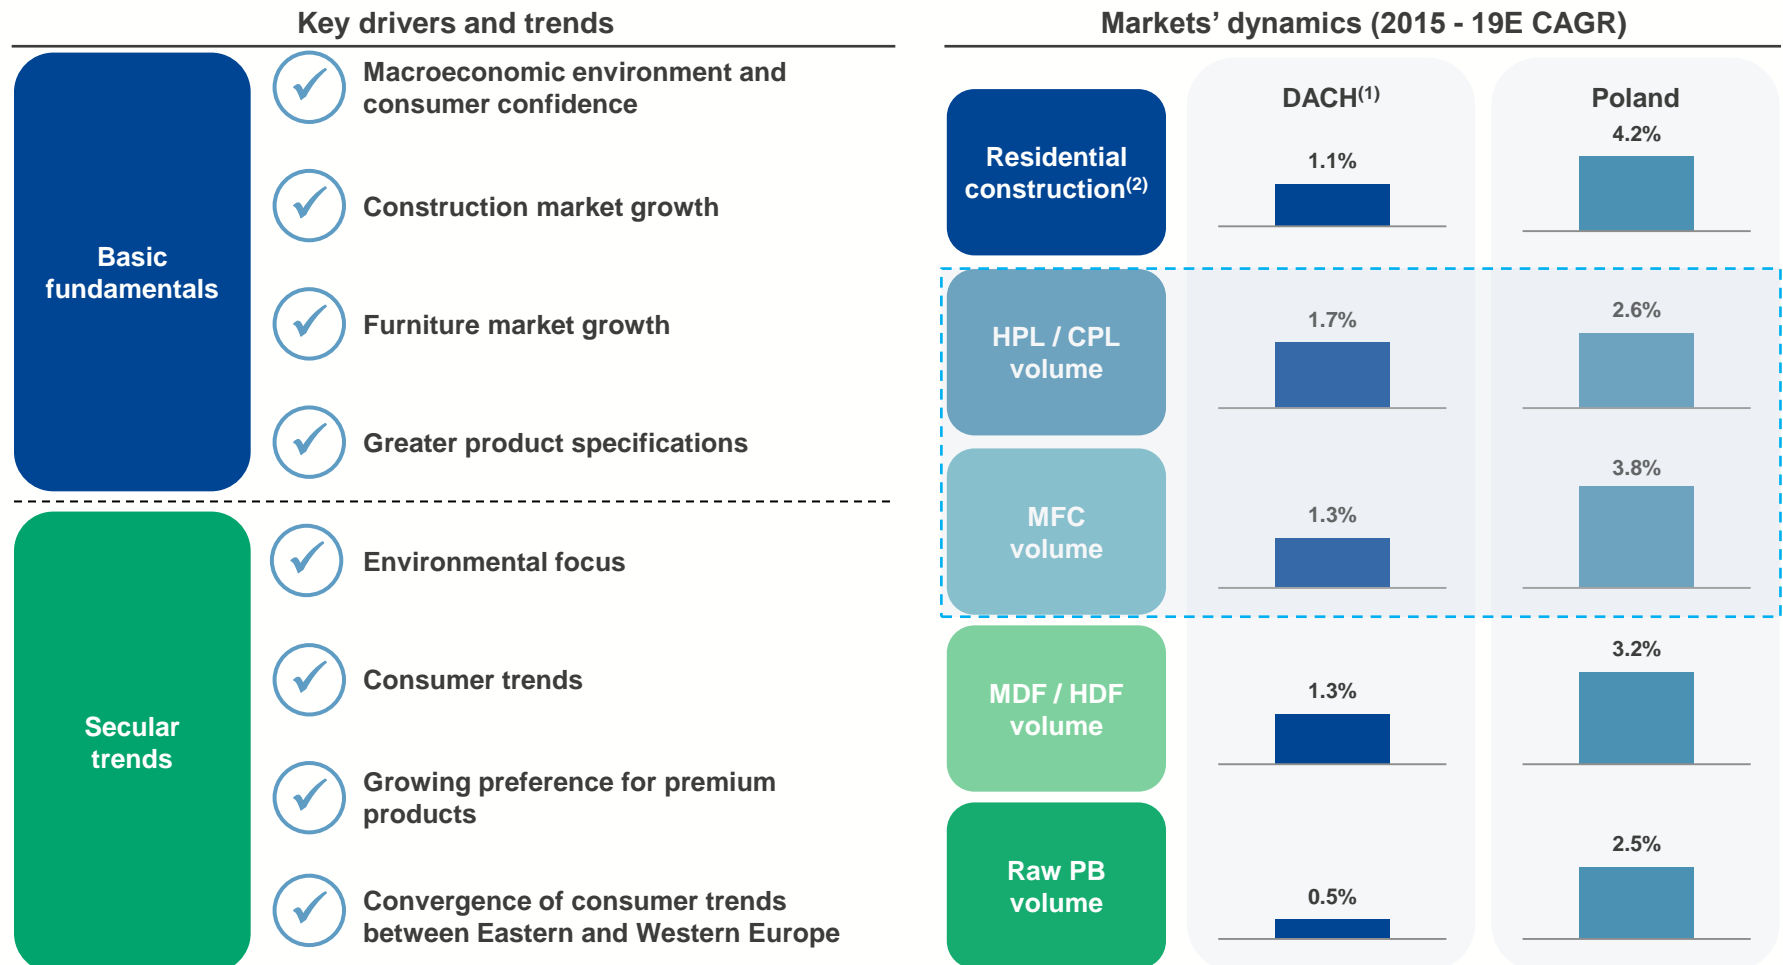 Key drivers and trends
Basic
fundamentals
Macroeconomic environment and
consumer confidence
Construction market growth
Furniture market growth
Greater product specifications
Secular
trends
Environmental focus
Consumer trends
Growing preference for premium
products
Convergence of consumer trends
between Eastern and Western Europe
Markets’ dynamics (2015 - 19E CAGR)
DACH(1)
Poland
Residential
construction(2)
1.1%
4.2%
HPL / CPL
volume
1.7%
2.6%
MFC
volume
1.3%
3.8%
MDF / HDF
volume
1.3%
3.2%
Raw PB
volume
0.5%
2.5%